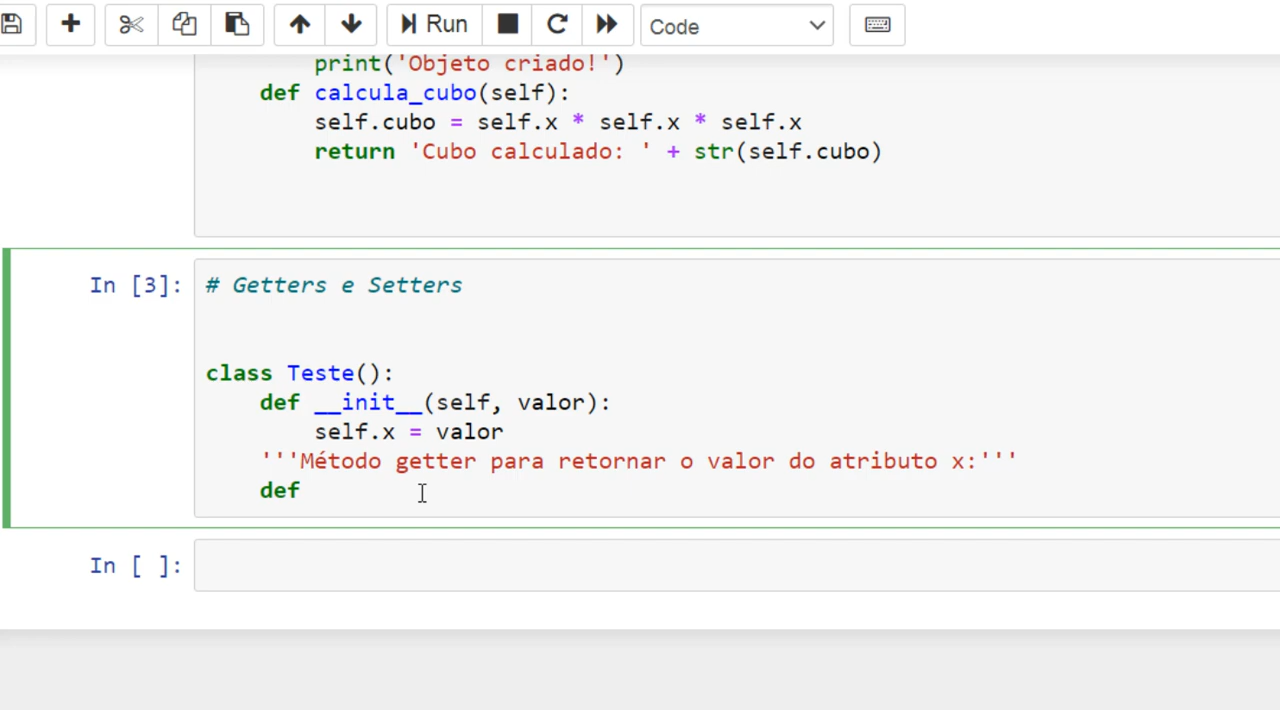 Run
Code
print('Objeto criado!')
def calcula_cubo(self):
self.cubo = self.x * self.x * self.x
return 'Cubo calculado: ' + str(self.cubo)
In [3]:
# Getters e Setters
class Teste():
def __init__(self, valor):
self.x = valor
'''Método getter para retornar o valor do atributo x:'''
def
In [ ]: